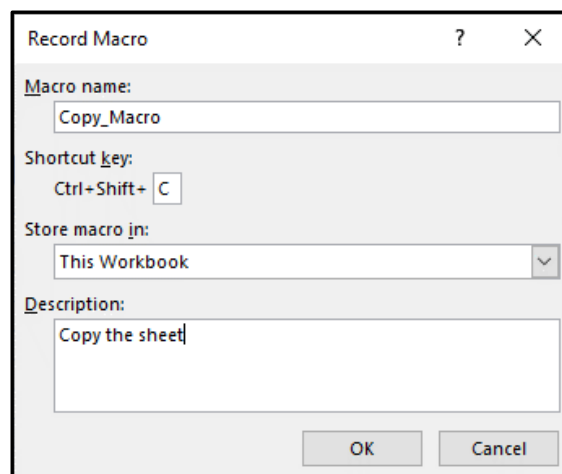 Record Macro ?
Macro name:
Copy_Macro
Shortcut key:
Ctrl+Shift+ C
Store macro in:
This Workbook
Description:
Copy the sheet
OK Cancel